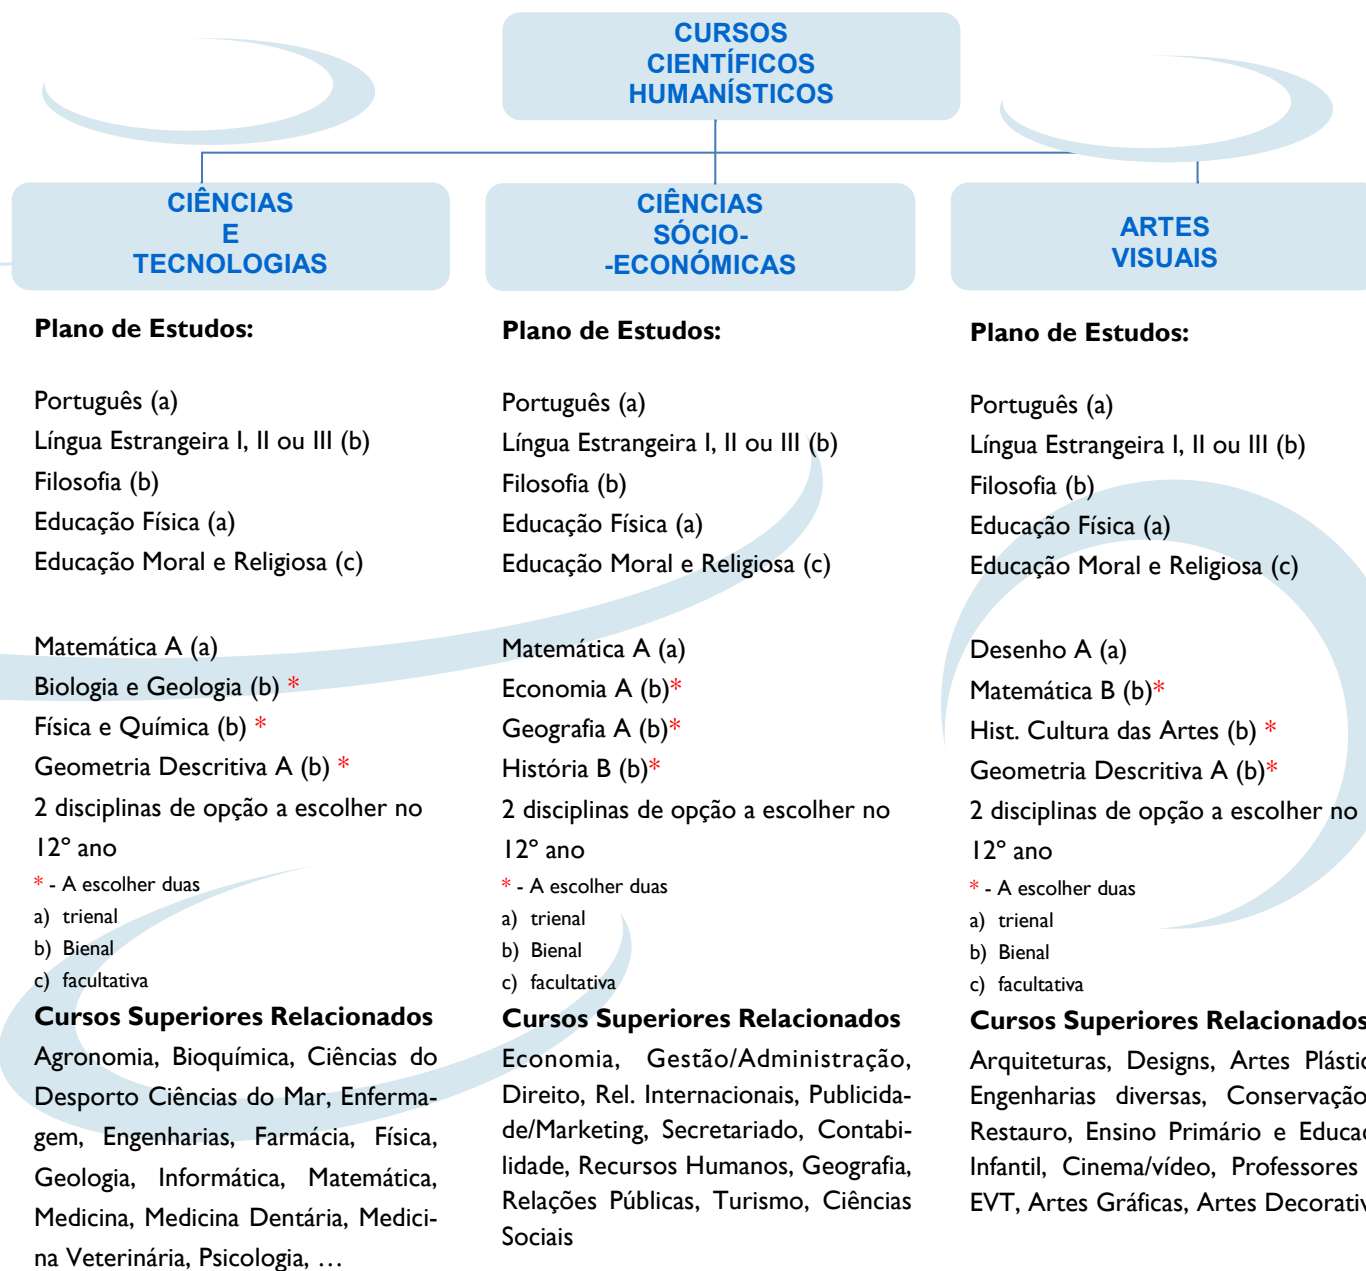 CURSOS
CIENTÍFICOS
HUMANÍSTICOS
CIÊNCIAS
E
TECNOLOGIAS
Plano de Estudos:
Português (a)
Língua Estrangeira I, II ou III (b)
Filosofia (b)
Educação Física (a)
Educação Moral e Religiosa (c)
Matemática A (a)
Biologia e Geologia (b) *
Física e Química (b) *
Geometria Descritiva A (b) *
2 disciplinas de opção a escolher no
12º ano
* - A escolher duas
a) trienal
b) Bienal
c) facultativa
Cursos Superiores Relacionados
Agronomia, Bioquímica, Ciências do
Desporto Ciências do Mar, Enferma-
gem, Engenharias, Farmácia, Física,
Geologia, Informática, Matemática,
Medicina, Medicina Dentária, Medici-
na Veterinária, Psicologia, …
CIÊNCIAS
SÓCIO-
-ECONÓMICAS
Plano de Estudos:
Português (a)
Língua Estrangeira I, II ou III (b)
Filosofia (b)
Educação Física (a)
Educação Moral e Religiosa (c)
Matemática A (a)
Economia A (b)*
Geografia A (b)*
História B (b)*
2 disciplinas de opção a escolher no
12º ano
* - A escolher duas
a) trienal
b) Bienal
c) facultativa
Cursos Superiores Relacionados
Economia, Gestão/Administração,
Direito, Rel. Internacionais, Publicida-
de/Marketing, Secretariado, Contabi-
lidade, Recursos Humanos, Geografia,
Relações Públicas, Turismo, Ciências
Sociais
ARTES
VISUAIS
Plano de Estudos:
Português (a)
Língua Estrangeira I, II ou III (b)
Filosofia (b)
Educação Física (a)
Educação Moral e Religiosa (c)
Desenho A (a)
Matemática B (b)*
Hist. Cultura das Artes (b) *
Geometria Descritiva A (b)*
2 disciplinas de opção a escolher no
12º ano
* - A escolher duas
a) trienal
b) Bienal
c) facultativa
Cursos Superiores Relacionados
Arquiteturas, Designs, Artes
Engenharias diversas, Conservação
Restauro, Ensino Primário e
Infantil, Cinema/vídeo, Professores
EVT, Artes Gráficas, Artes